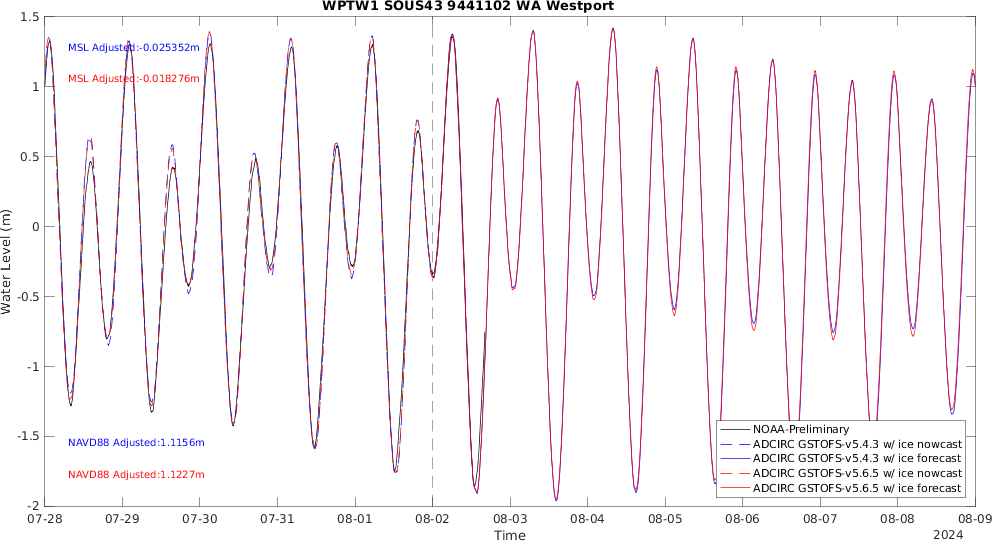 WPTW1 SOUS43 9441102 WA Westport
1.5
1
0.5
0
-0.5
-1
-1.5
-2
Water Level (m)
MSL Adjusted:-0.025352m
MSL Adjusted:-0.018276m
NAVD88 Adjusted:1.1156m
NAVD88 Adjusted:1.1227m
NOAA-Preliminary
ADCIRC GSTOFS-v5.4.3 w/ ice nowcast
ADCIRC GSTOFS-v5.4.3 w/ ice forecast
ADCIRC GSTOFS-v5.6.5 w/ ice nowcast
ADCIRC GSTOFS-v5.6.5 w/ ice forecast
07-28 07-29 07-30 07-31 08-01 08-02 08-03 08-04 08-05 08-06 08-07 08-08 08-09
Time
2024